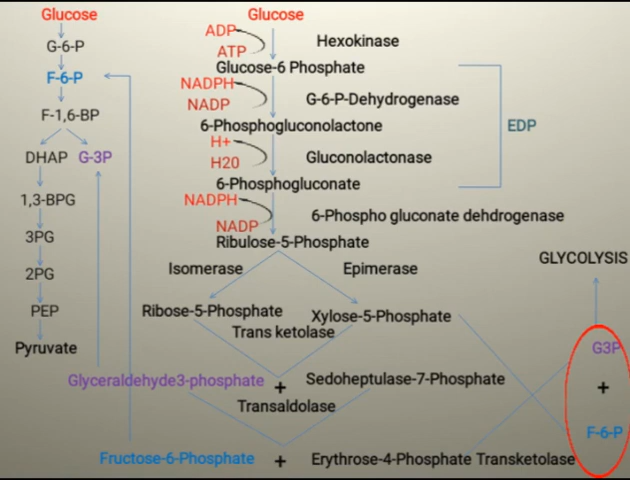 Glucose
G-6-P
F-6-P
F-1,6-BP
DHAP G-3P
1,3-BPG
3PG
2PG
PEP
Pyruvate
Glucose
ADP
ATP
Hexokinase
Glucose-6 Phosphate
NADPH
NADP
G-6-P-Dehydrogenase
6-Phosphogluconolactone
H+
H20
Gluconolactonase
6-Phosphogluconate
EDP
NADPH
NADP
6-Phospho gluconate dehdrogenase
Ribulose-5-Phosphate
Isomerase Epimerase
Ribose-5-Phosphate Xylose-5-Phosphate
Trans ketolase
Glyceraldehyde3-phosphate + Sedoheptulase-7-Phosphate
Transaldolase
Fructose-6-Phosphate + Erythrose-4-Phosphate Transketolase
GLYCOLYSIS
G3P
+
F-6-P